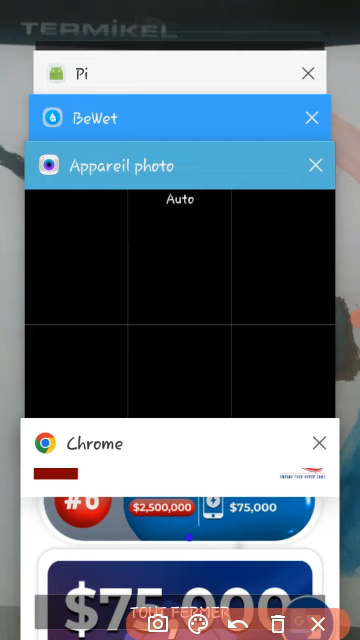 TERMIKEL
Pi
BeWet
Appareil photo
Auto
Chrome
#6
$2,500,000
$75,000
$75,000
TOUT FERMER